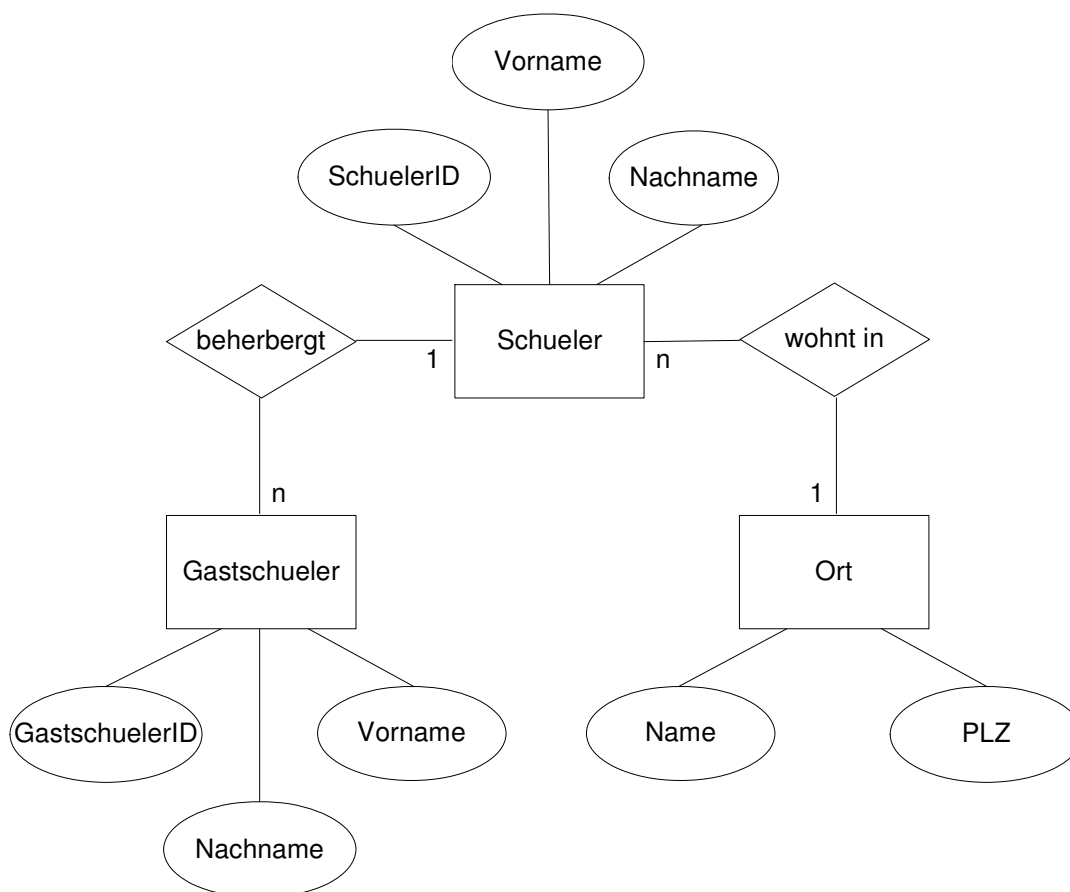 Vorname
SchuelerID
Nachname
beherbergt
1
Schueler
n
wohnt in
n
1
Gastschueler
Ort
GastschuelerID
Vorname
Name
PLZ
Nachname